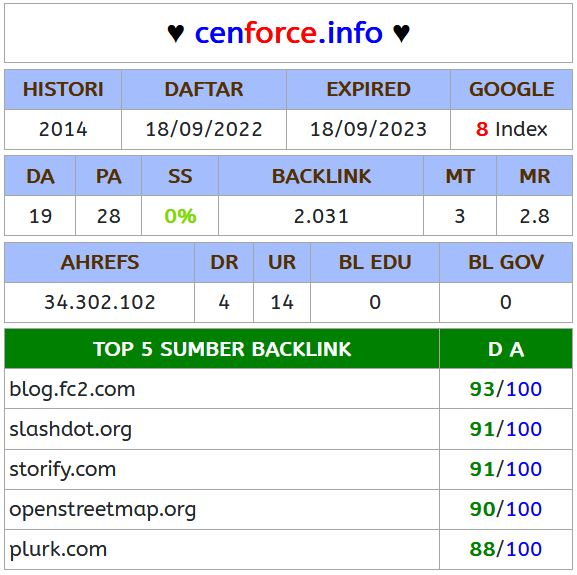 ♥ cenforce.info ♥
HISTORI DAFTAR EXPIRED GOOGLE
2014 18/09/2022 18/09/2023 8 Index
DA PA SS BACKLINK MT MR
19 28 0% 2.031 3 2.8
AHREFS DR UR BL EDU BL GOV
34.302.102 4 14 0 0
TOP 5 SUMBER BACKLINK D A
blog.fc2.com 93/100
slashdot.org 91/100
storify.com 91/100
openstreetmap.org 90/100
plurk.com 88/100